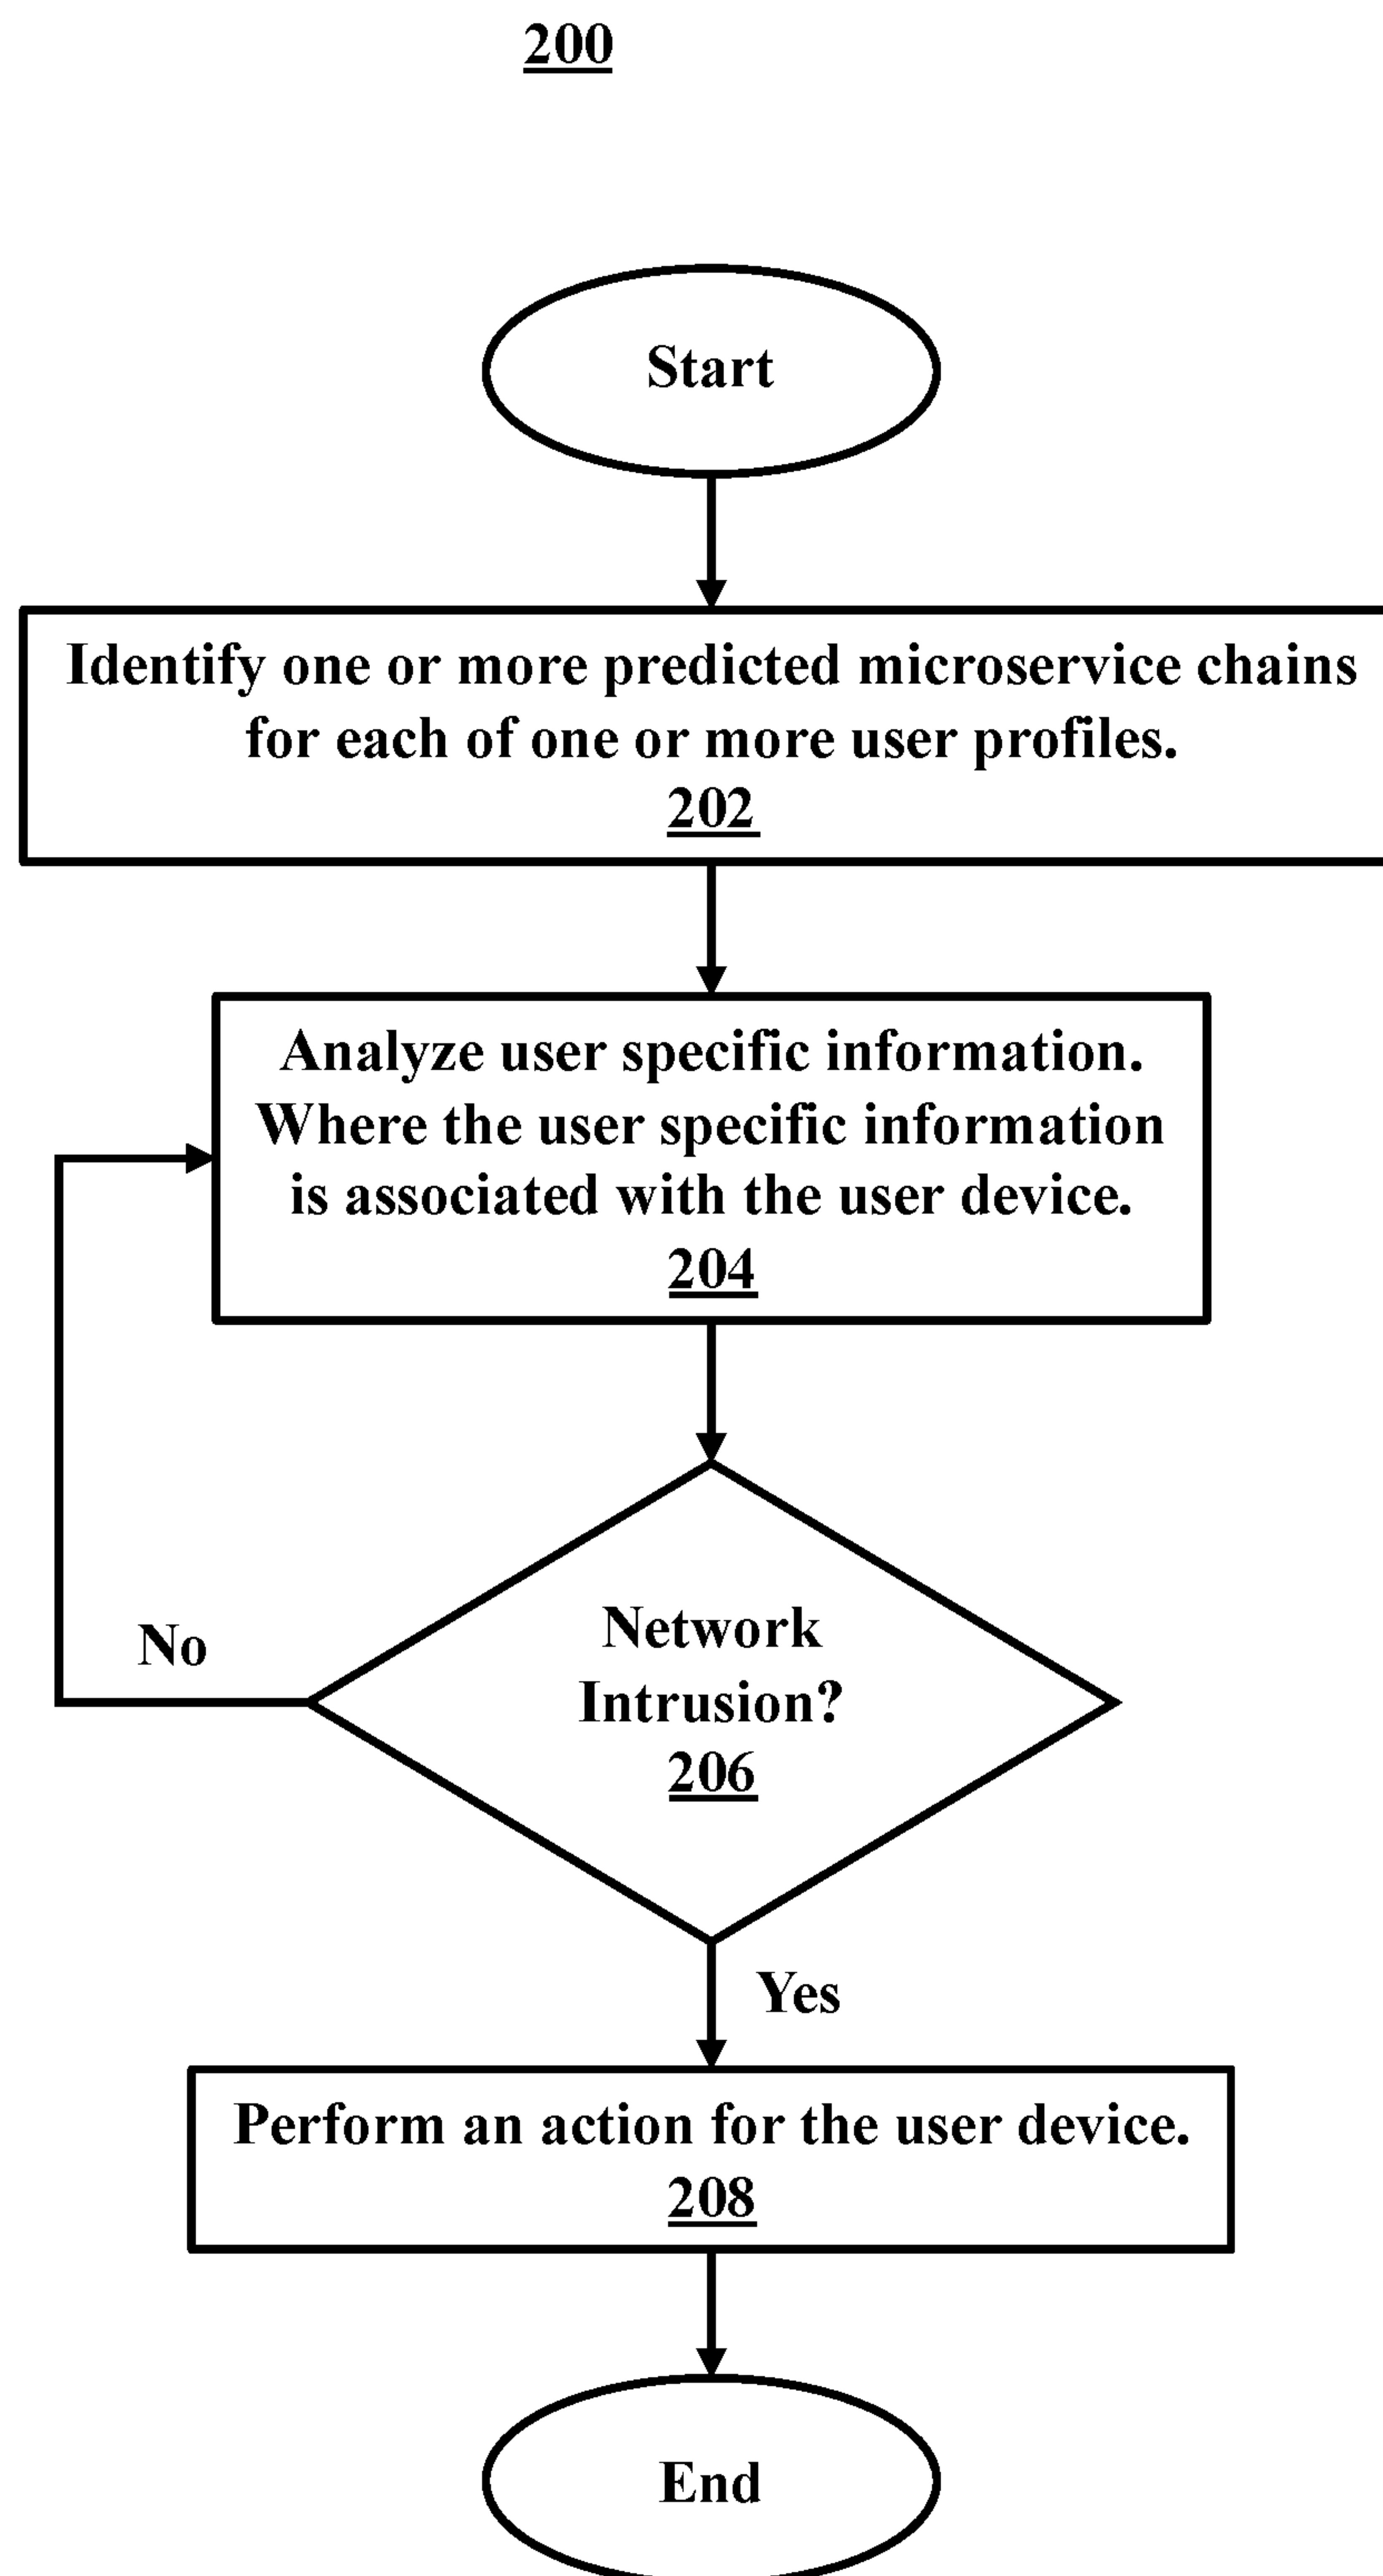 200
Start
Identify one or more predicted microservice chains
for each of one or more user profiles.
202
Analyze user specific information.
Where the user specific information
is associated with the user device.
204
No
Network
Intrusion?
206
Yes
Perform an action for the user device.
208
End